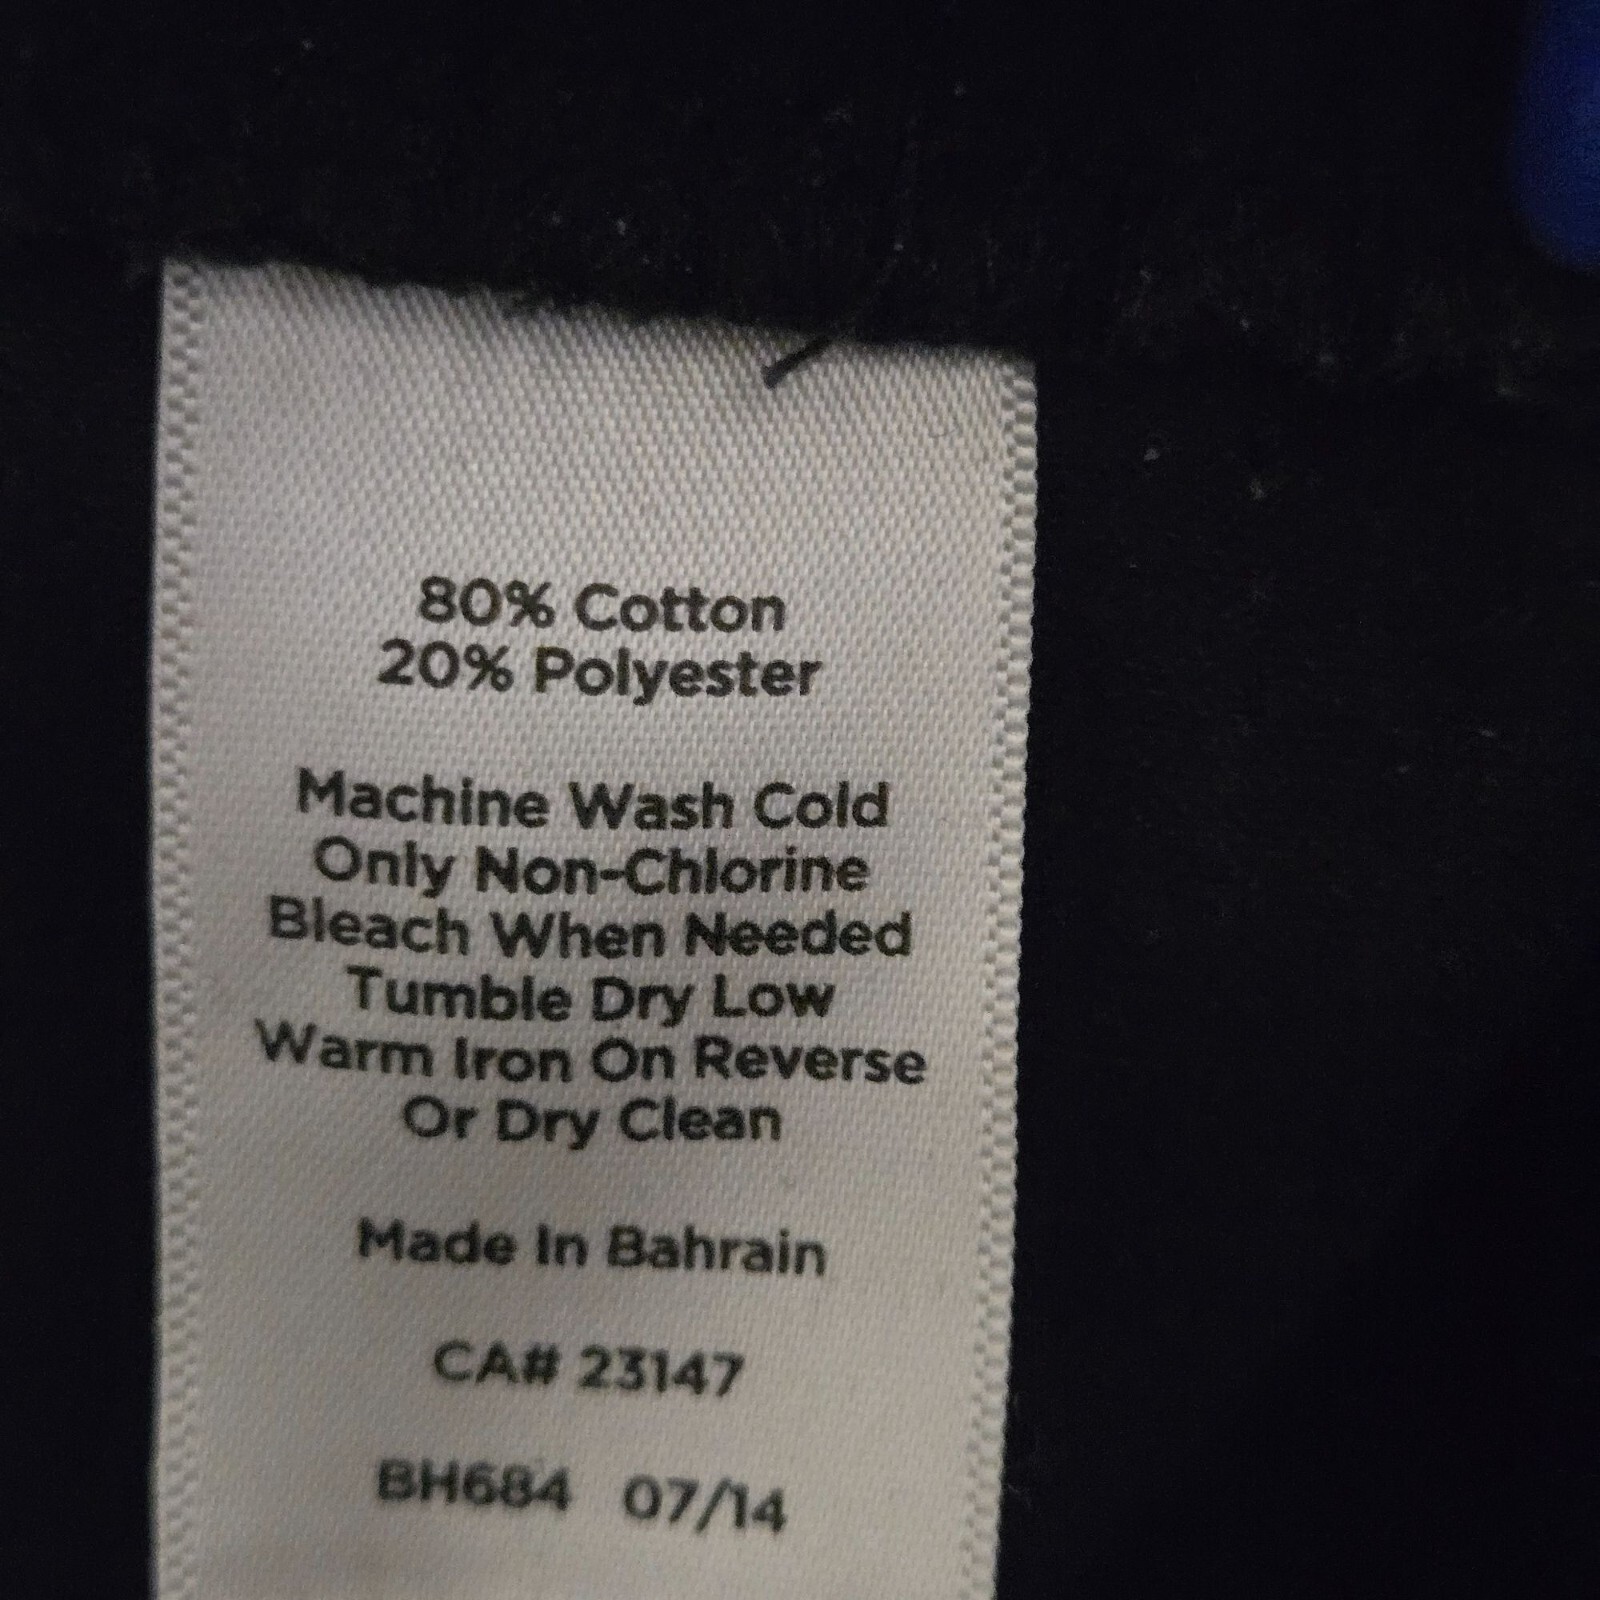 80% Cotton
20% Polyester
Machine Wash Cold
Only Non-Chlorine
Bleach When Needed
Tumble Dry Low
Warm Iron On Reverse
Or Dry Clean
Made In Bahrain
CA# 23147
BH684 07/14